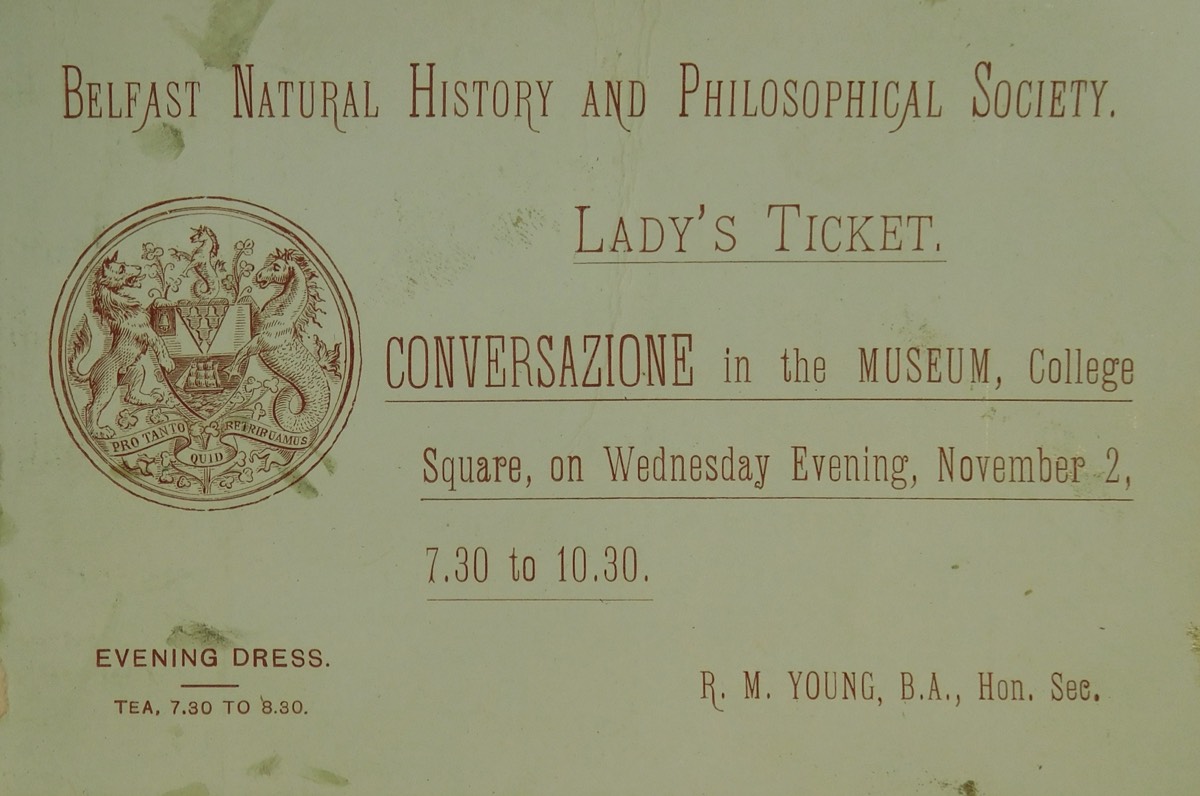 BELFAST NATURAL HISTORY AND PHILOSOPHICAL SOCIETY.
LADY'S TICKET.
CONVERSAZIONE in the MUSEUM, College
Square, on Wednesday Evening, November 2,
7.30 to 10.30.
PRO TANTO QUID RETRIBUAMUS
EVENING DRESS.
TEA, 7.30 TO 8.30.
R. M. YOUNG, B.A., Hon. Sec.